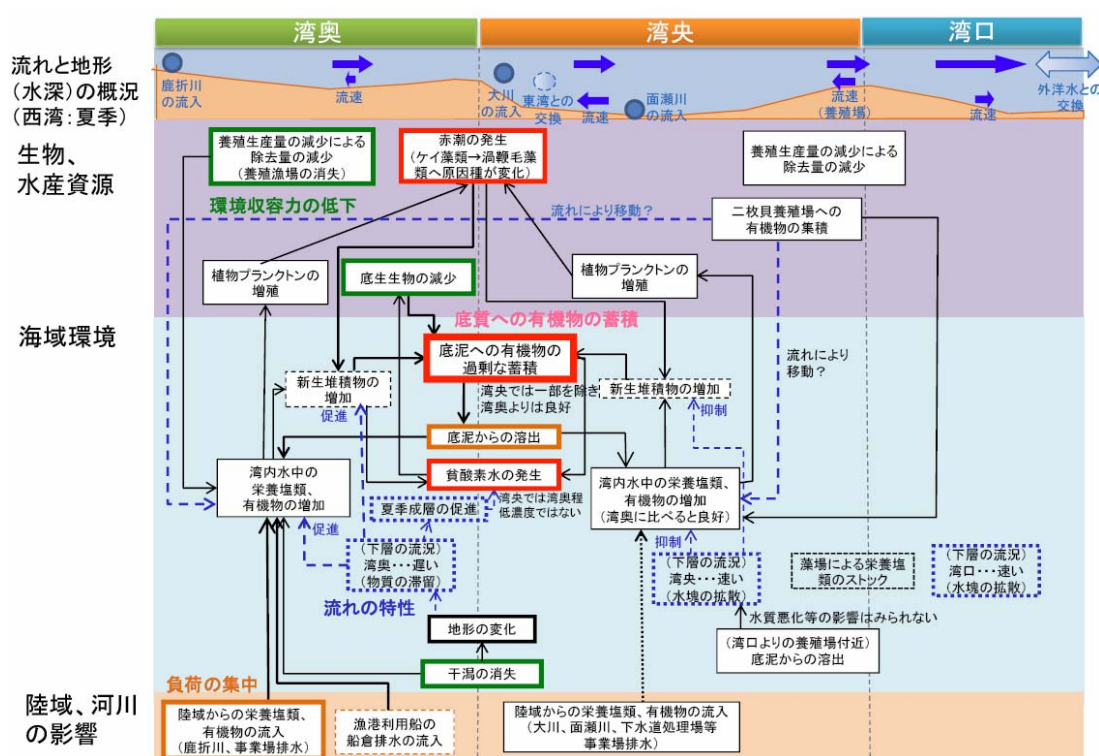 湾奥
湾央
湾口
流れと地形
(水深)の概況
(西湾:夏季)
鹿折川
の流入
流速
大川
の流入
東湾との
交換
流速
面瀬川
の流入
流速
(養殖場)
流速
外洋水との
交換
生物、
水産資源
養殖生産量の減少による
除去量の減少
(養殖漁場の消失)
赤潮の発生
(ケイ藻類→渦鞭毛藻
類へ原因種が変化)
養殖生産量の減少による
除去量の減少
環境収容力の低下
流れにより移動?
二枚貝養殖場への
有機物の集積
植物プランクトンの
増殖
底生生物の減少
植物プランクトンの
増殖
海域環境
底質への有機物の蓄積
底泥への有機物の
過剰な蓄積
流れにより
移動?
新生堆積物の
増加
新生堆積物の増加
促進
湾央では一部を除き
湾奥よりは良好
抑制
底泥からの溶出
湾内水中の
栄養塩類、
有機物の増加
貧酸素水の発生
湾内水中の栄養塩類、
有機物の増加
(湾奥に比べると良好)
夏季成層の促進
湾央では湾奥程
低濃度ではない
促進
抑制
(下層の流況)
湾奥・・・遅い
(物質の滞留)
(下層の流況)
湾央・・・速い
(水塊の拡散)
藻場による栄養塩
類のストック
(下層の流況)
湾口・・・速い
(水塊の拡散)
流れの特性
地形の変化
水質悪化等の影響はみられない
(湾口よりの養殖場付近)
底泥からの溶出
干潟の消失
負荷の集中
陸域、河川
の影響
陸域からの栄養塩類、
有機物の流入
(鹿折川、事業場排水)
漁港利用船の
船倉排水の流入
陸域からの栄養塩類、有機物の流入
(大川、面瀬川、下水道処理場等
事業場排水)